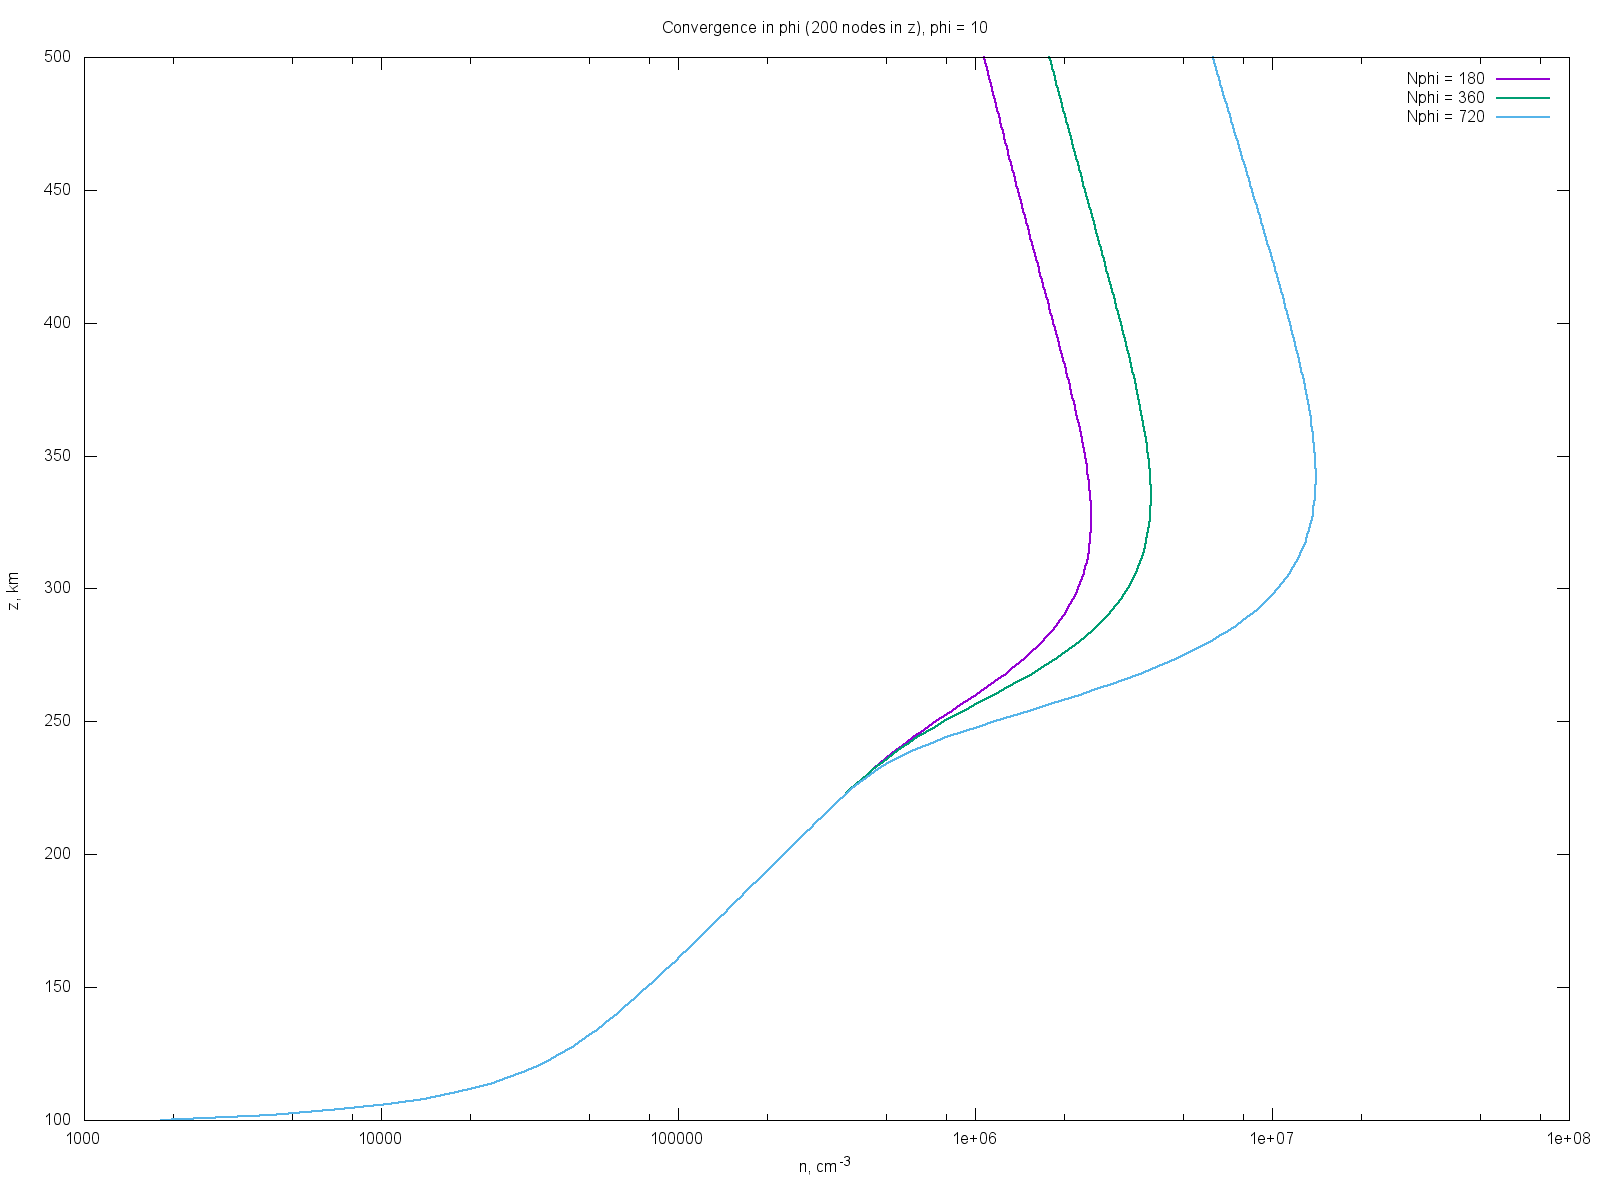 Convergence in phi (200 nodes in z), phi = 10
500
450
400
350
300
250
200
150
100
z, km
Nphi = 180
Nphi = 360
Nphi = 720
1000
10000
100000
1e+06
1e+07
1e+08
n, cm-3